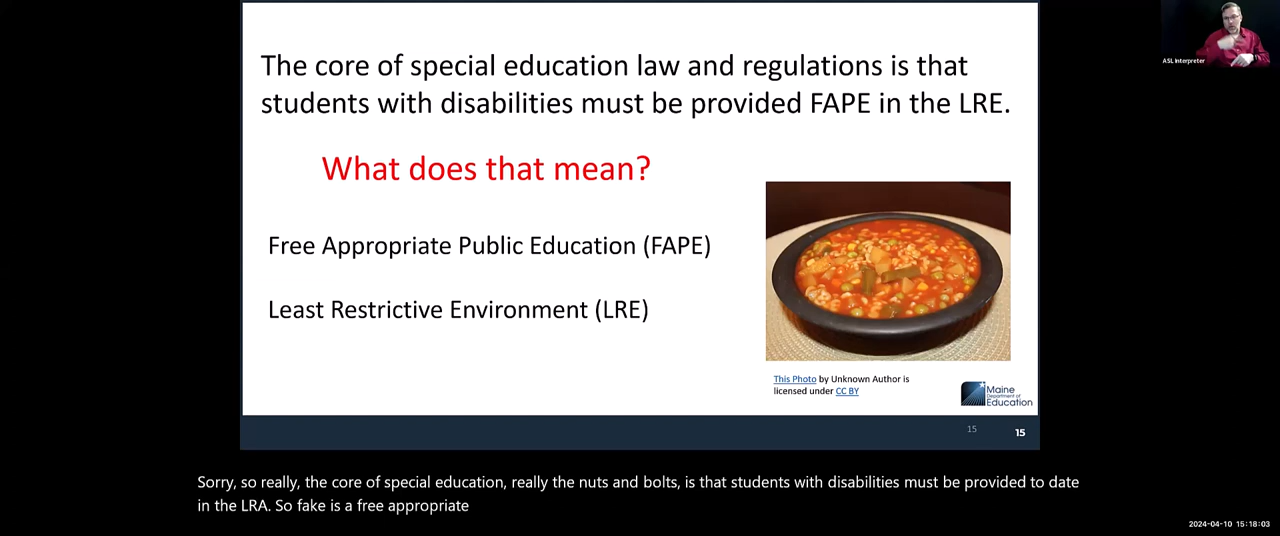 The core of special education law and regulations is that
students with disabilities must be provided FAPE in the LRE.
What does that mean?
Free Appropriate Public Education (FAPE)
Least Restrictive Environment (LRE)
This Photo by Unknown Author is
licensed under CC BY
Maine
Department of
Education
15
15
ASL Interpreter
Sorry, so really, the core of special education, really the nuts and bolts, is that students with disabilities must be provided to date
in the LRA. So fake is a free appropriate
2024-04-10 15:18:03